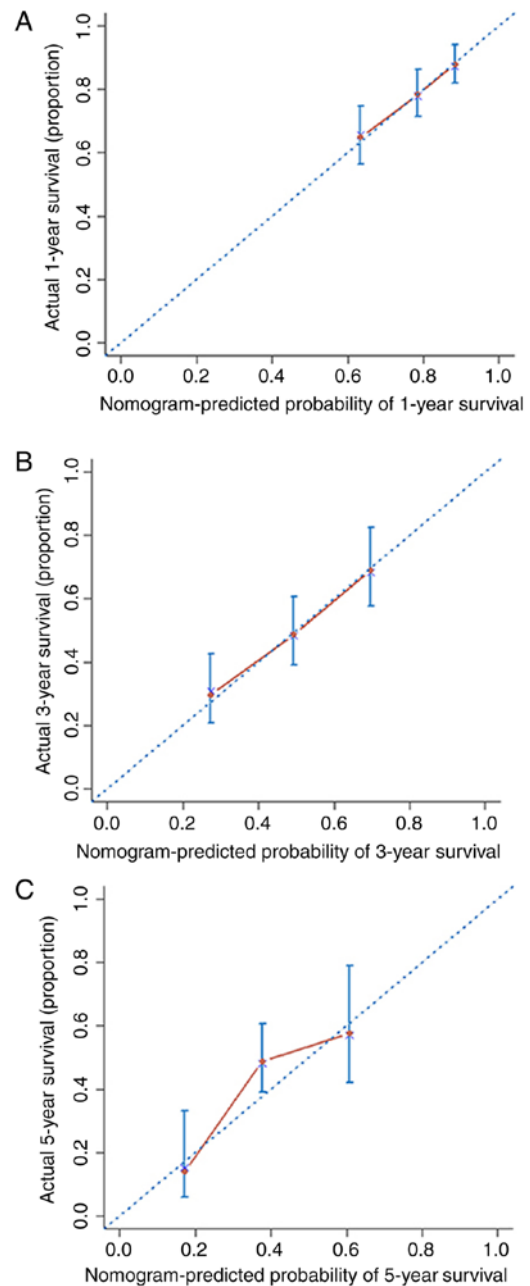 A
Actual 1-year survival (proportion)
1.0
0.8
0.6
0.4
0.2
0.0
0.0 0.2 0.4 0.6 0.8 1.0
Nomogram-predicted probability of 1-year survival
B
Actual 3-year survival (proportion)
1.0
0.8
0.6
0.4
0.2
0.0
0.0 0.2 0.4 0.6 0.8 1.0
Nomogram-predicted probability of 3-year survival
C
Actual 5-year survival (proportion)
1.0
0.8
0.6
0.4
0.2
0.0
0.0 0.2 0.4 0.6 0.8 1.0
Nomogram-predicted probability of 5-year survival